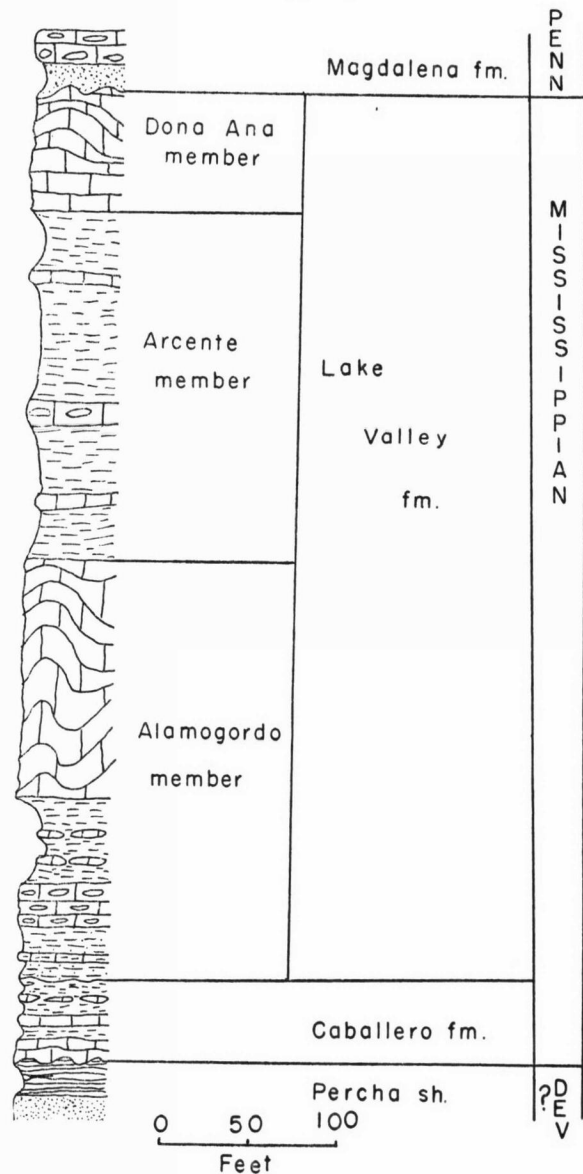 PENN
Magdalena fm.
Dona Ana
member
MISSISSIPPIAN
Arcente
member
Lake
Valley
fm.
Alamogordo
member
Caballero fm.
Percha sh.
?DEV
0 50 100
Feet